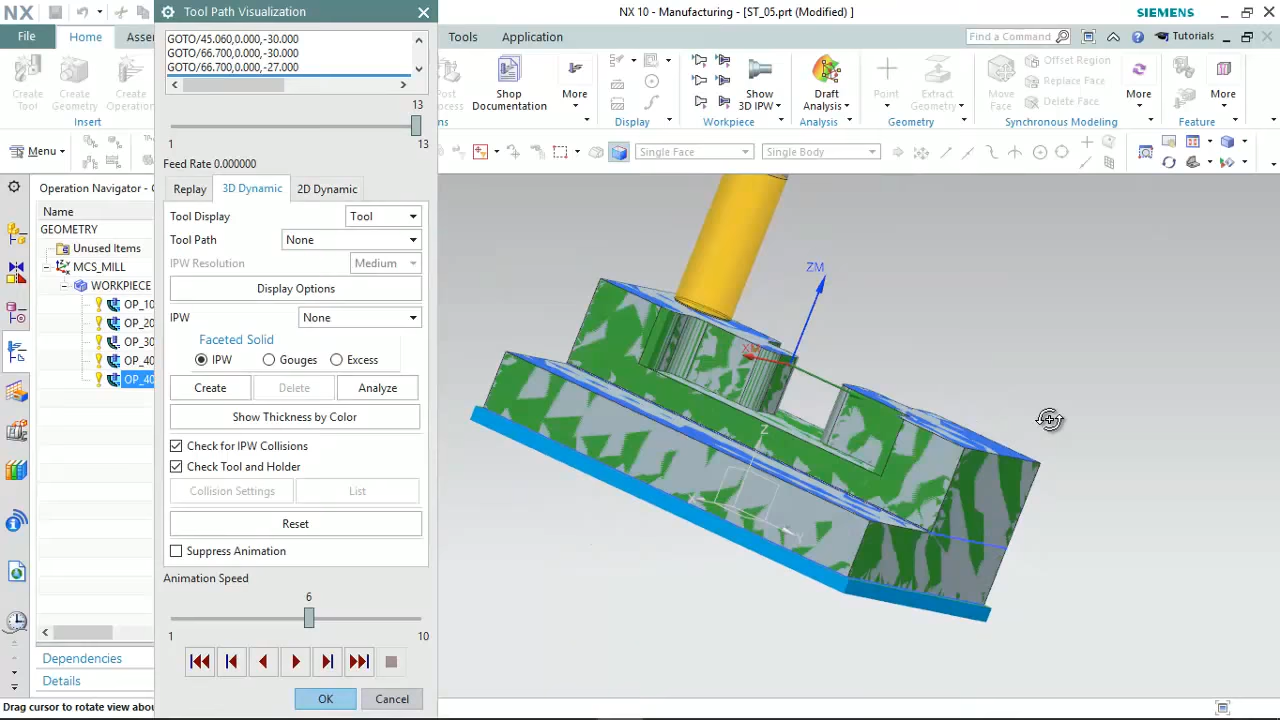 NX
Tool Path Visualization
NX 10 - Manufacturing - [ST_05.prt (Modified) ]
SIEMENS
File
Home
Tools
Application
Find a Command
Tutorials
GOTO/45.060,0.000,-30.000
GOTO/66.700,0.000,-30.000
GOTO/66.700,0.000,-27.000
Create Tool
Create Geometry
Create Operation
Insert
Shop Documentation
More
Display
Show 3D IPW
Workpiece
Draft Analysis
Analysis
Point
Extract Geometry
Geometry
Move Face
Offset Region
Replace Face
Delete Face
More
Synchronous Modeling
More
Feature
13
1
13
Menu
Single Face
Single Body
Feed Rate 0.000000
Replay
3D Dynamic
2D Dynamic
Operation Navigator - G
Name
GEOMETRY
Unused Items
MCS_MILL
WORKPIECE
OP_10
OP_20
OP_30
OP_40
OP_40
Tool Display
Tool
Tool Path
None
IPW Resolution
Medium
Display Options
IPW
None
Faceted Solid
IPW
Gouges
Excess
Create
Delete
Analyze
Show Thickness by Color
Check for IPW Collisions
Check Tool and Holder
Collision Settings
List
Reset
Suppress Animation
Animation Speed
6
1
10
OK
Cancel
Dependencies
Details
Drag cursor to rotate view abou
ZM
XM
Z